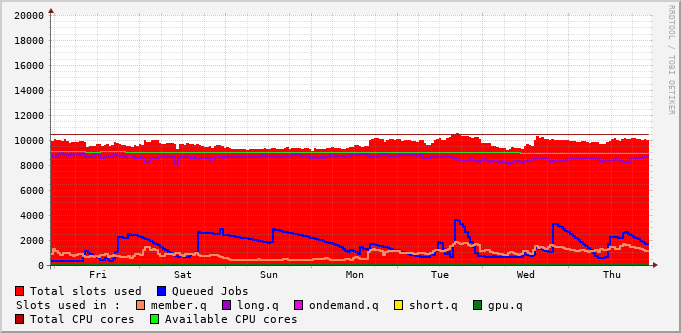 RRDTOOL / TOBI OETIKER
20000
18000
16000
14000
12000
10000
8000
6000
4000
2000
0
Fri Sat Sun Mon Tue Wed Thu
Total slots used Queued Jobs
Slots used in : member.q long.q ondemand.q short.q gpu.q
Total CPU cores Available CPU cores